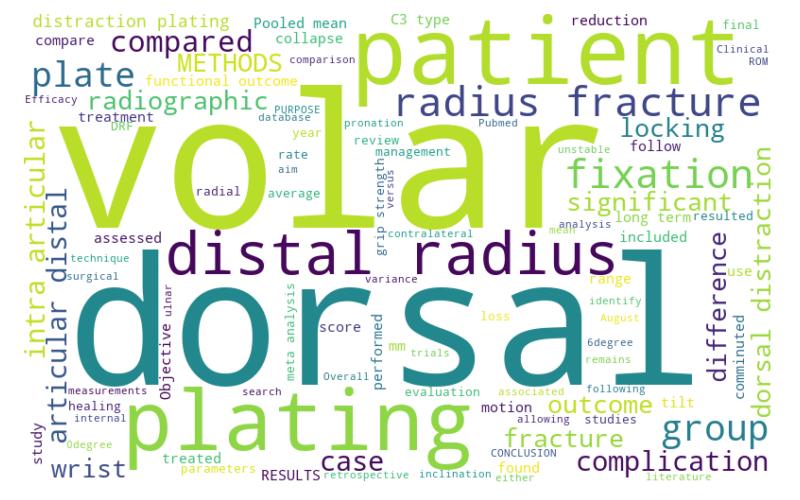 distraction plating
Pooled mean
C3 type
reduction
final
compare
compared
collapse
patient
Clinical
METHODS
comparison
ROM
plate
functional outcome
Efficacy
radiographic
PURPOSE
radius fracture
treatment
database
DRF
year
pronation
Pubmed
locking
volar
review
unstable
follow
rate
management
aim
fixation
radial
average
grip strength
versus
significant
intra articular
articular distal
assessed
contralateral
long term
resulted
mean
analysis
included
distal radius
technique
surgical
variance
range
difference
use
dorsal distraction
dorsal
Objective
ulnar
score
loss
identify
August
meta analysis
performed
mm
trials
6degree
remains
comminuted
Overall
measurements
search
evaluation
associated
following
healing
internal
plating
motion
outcome
tilt
allowing
studies
0degree
study
fracture
group
treated
case
CONCLUSION
wrist
parameters
RESULTS
retrospective
inclination
found
either
complication
literature